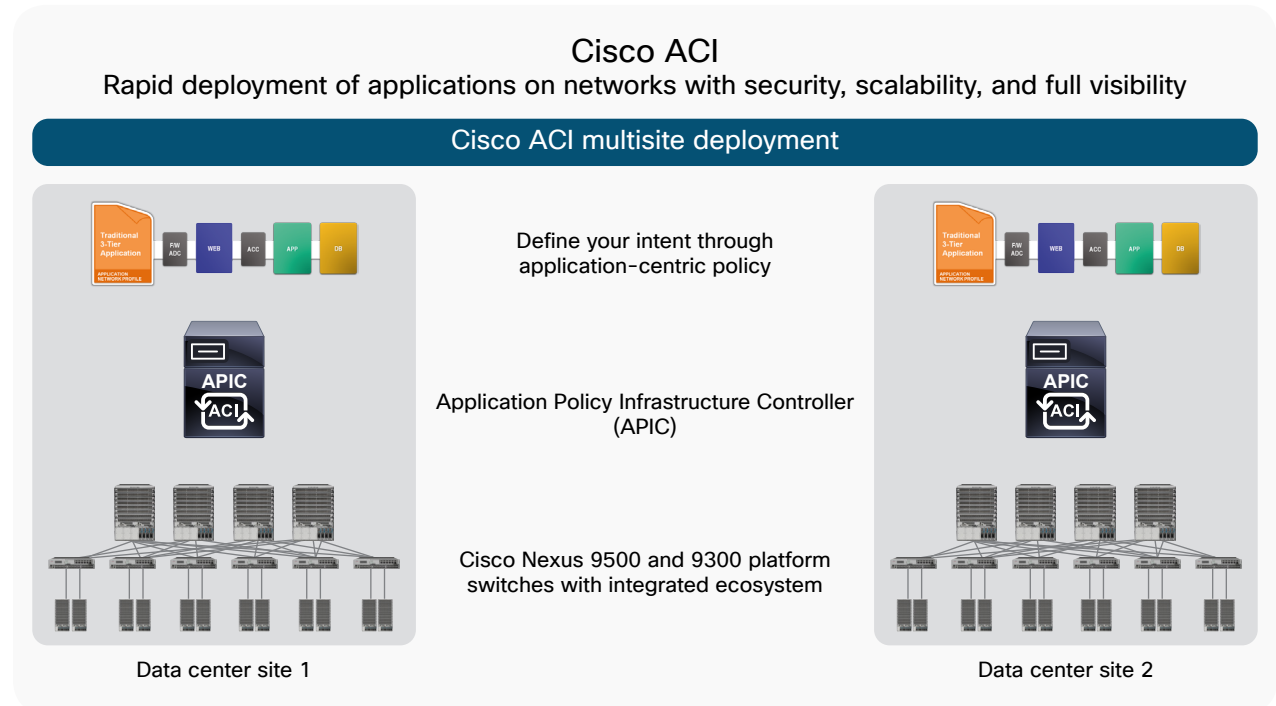 Cisco ACI
Rapid deployment of applications on networks with security, scalability, and full visibility
Cisco ACI multisite deployment
Traditional
3-Tier
Application
APPLICATION
NETWORK PROFILE
F/W
ADC
WEB
ACC
APP
DB
Define your intent through
application-centric policy
Traditional
3-Tier
Application
APPLICATION
NETWORK PROFILE
F/W
ADC
WEB
ACC
APP
DB
APIC
ACI
Application Policy Infrastructure Controller
(APIC)
APIC
ACI
Cisco Nexus 9500 and 9300 platform
switches with integrated ecosystem
Data center site 1
Data center site 2